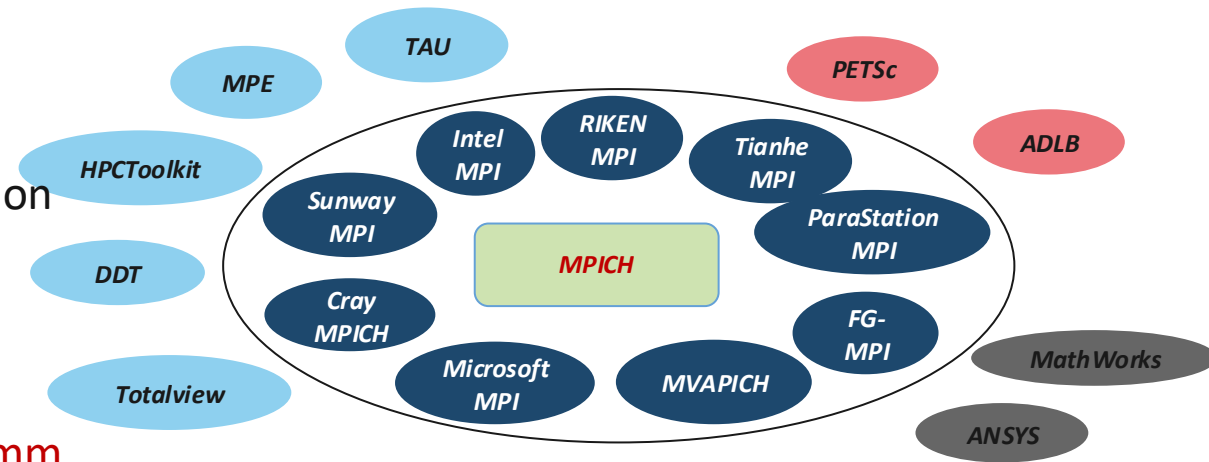 TAU
MPE
PETSc
ADLB
HPCToolkit
on
Intel
MPI
RIKEN
MPI
Tianhe
MPI
Sunway
MPI
ParaStation
MPI
DDT
MPICH
Cray
MPICH
FG-
MPI
Microsoft
MPI
MVAPICH
MathWorks
Totalview
ANSYS
mm